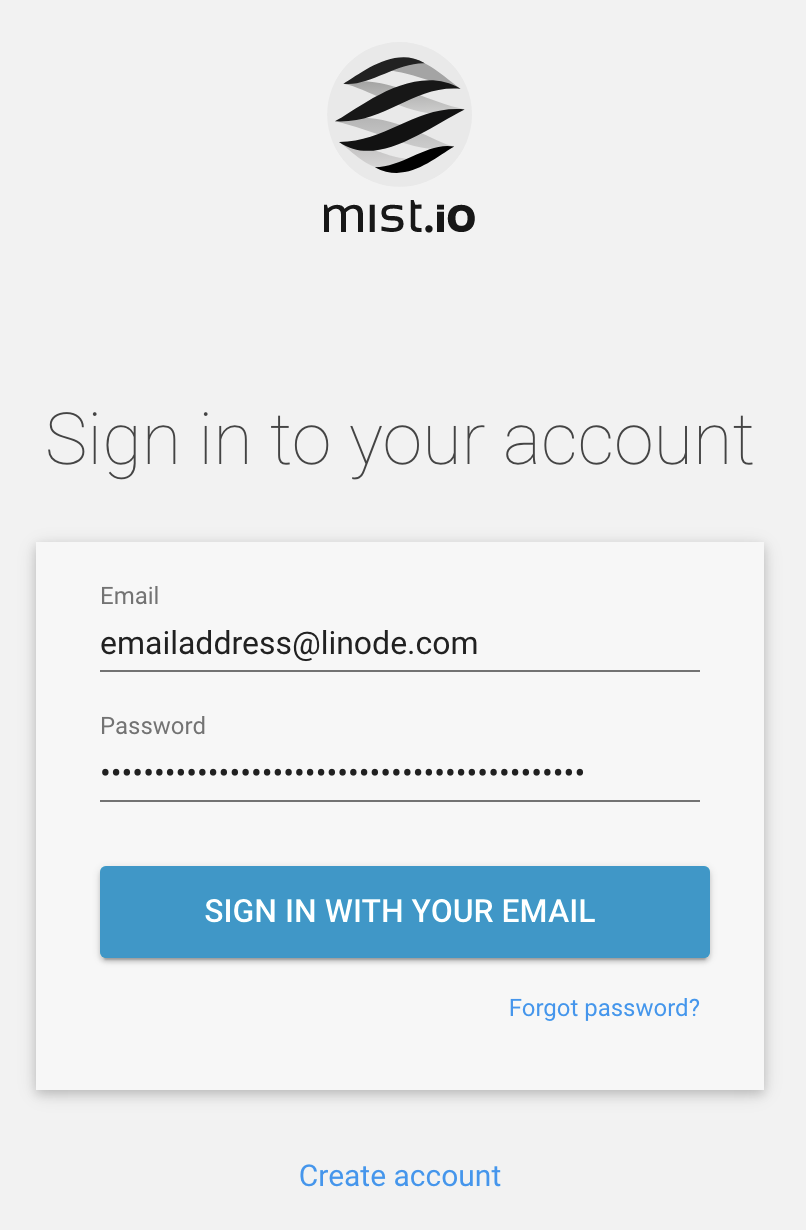 mist.io
Sign in to your account
Email
emailaddress@linode.com
Password
•••••••••••••••••••••••••••••••••••••••••••••
SIGN IN WITH YOUR EMAIL
Forgot password?
Create account